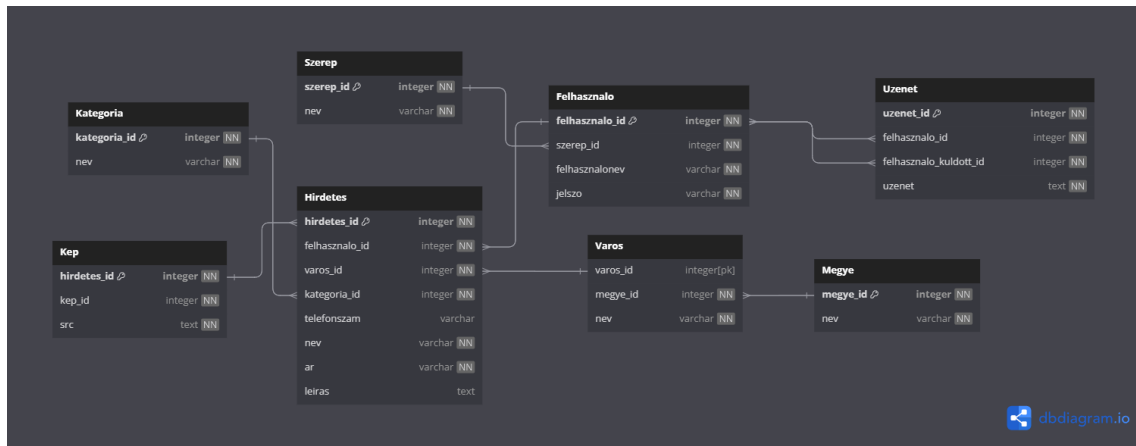 Szerep
szerep_id integer NN
nev varchar NN
Kategoria
kategoria_id integer NN
nev varchar NN
Felhasznalo
felhasznalo_id integer NN
szerep_id integer NN
felhasznalonev varchar NN
jelszo varchar NN
Uzenet
uzenet_id integer NN
felhasznalo_id integer NN
felhasznalo_kuldott_id integer NN
uzenet text NN
Hirdetes
hirdetes_id integer NN
felhasznalo_id integer NN
varos_id integer NN
kategoria_id integer NN
telefonszam varchar
nev varchar NN
ar varchar NN
leiras text
Kep
hirdetes_id integer NN
kep_id integer NN
src text NN
Varos
varos_id integer[pk]
megye_id integer NN
nev varchar NN
Megye
megye_id integer NN
nev varchar NN
dbdiagram.io